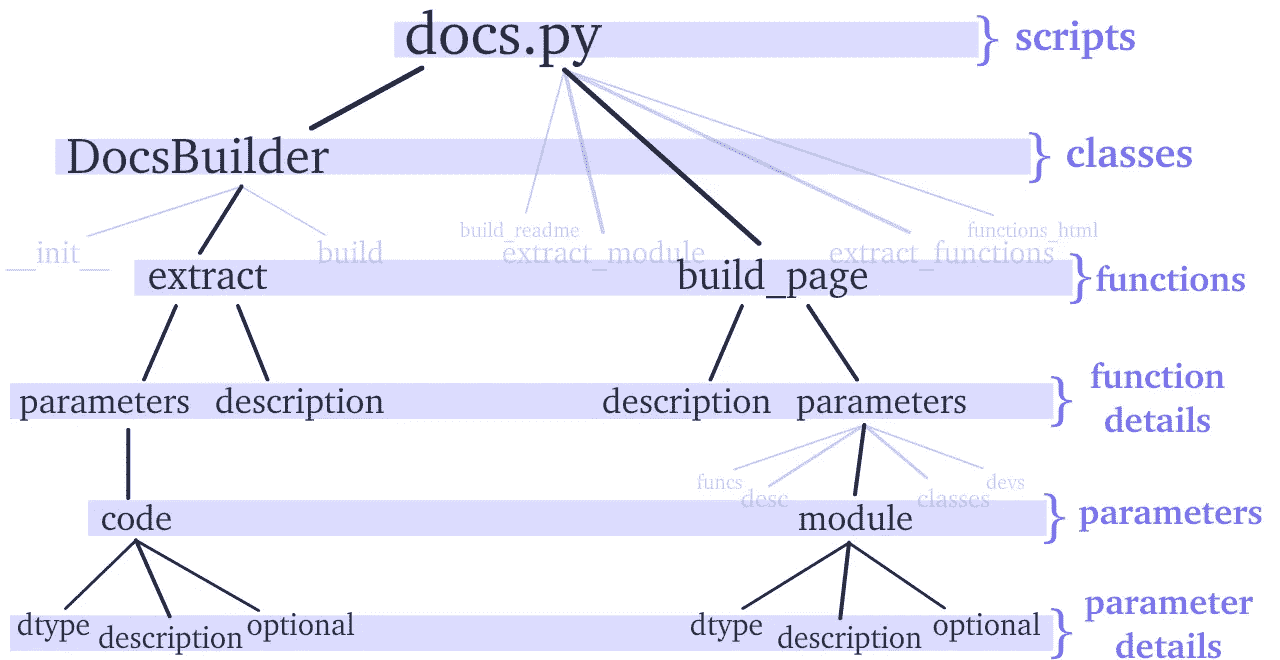 docs.py
} scripts
DocsBuilder
} classes
__init__
build
build_readme
extract_module
extract_functions
functions_html
extract
build_page
} functions
parameters
description
description
parameters
} function
details
funcs
desc
classes
devs
code
module
} parameters
dtype
description
optional
dtype
description
optional
} parameter
details